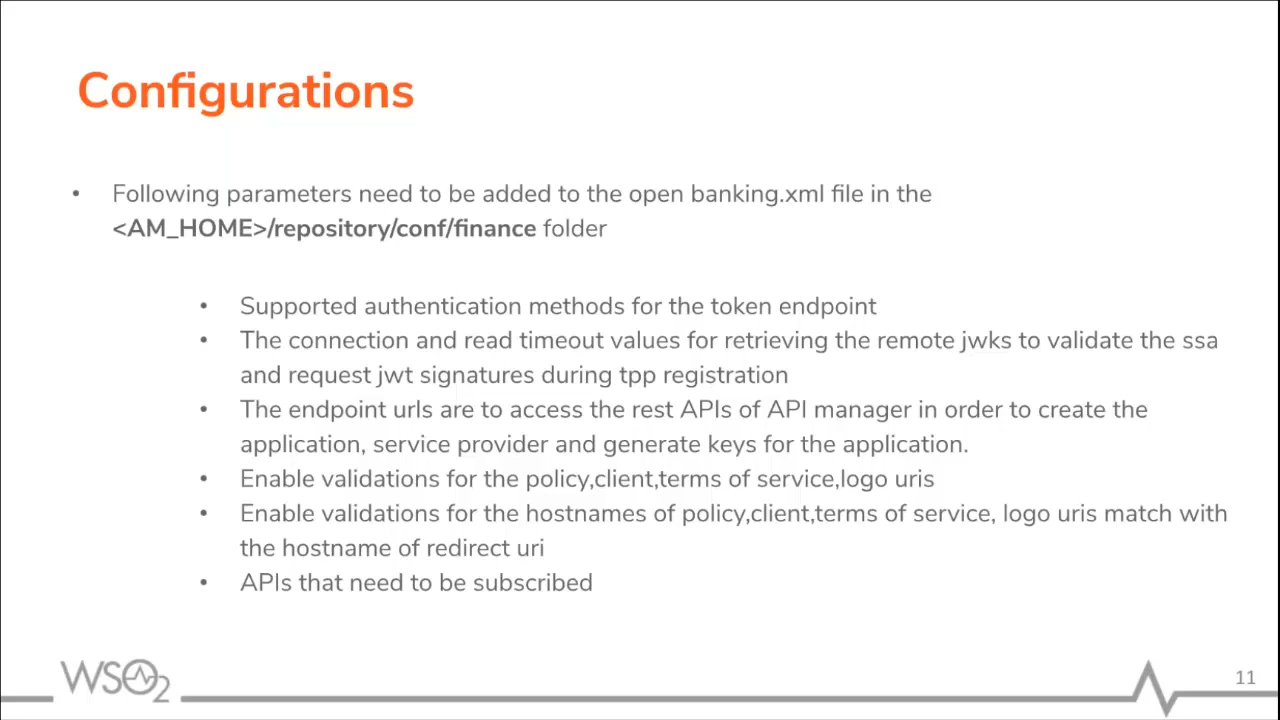 Configurations
• Following parameters need to be added to the open banking.xml file in the
<AM_HOME>/repository/conf/finance folder
• Supported authentication methods for the token endpoint
• The connection and read timeout values for retrieving the remote jwks to validate the ssa
and request jwt signatures during tpp registration
• The endpoint urls are to access the rest APIs of API manager in order to create the
application, service provider and generate keys for the application.
• Enable validations for the policy,client,terms of service,logo uris
• Enable validations for the hostnames of policy,client,terms of service, logo uris match with
the hostname of redirect uri
• APIs that need to be subscribed
WSO2
11